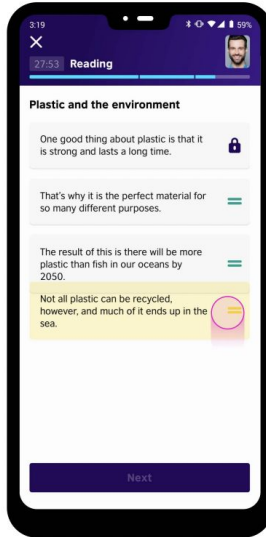 3:19
59%
27:53 Reading
Plastic and the environment
One good thing about plastic is that it
is strong and lasts a long time.
That's why it is the perfect material for
so many different purposes.
The result of this is there will be more
plastic than fish in our oceans by
2050.
Not all plastic can be recycled,
however, and much of it ends up in the
sea.
Next